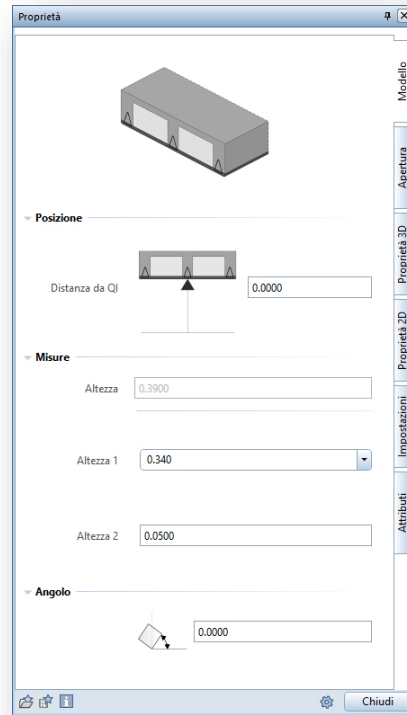 Proprietà
Modello
Apertura
Proprietà 3D
Proprietà 2D
Impostazioni
Attributi
Posizione
Distanza da QI
0.0000
Misure
Altezza
0.3900
Altezza 1
0.340
Altezza 2
0.0500
Angolo
0.0000
Chiudi